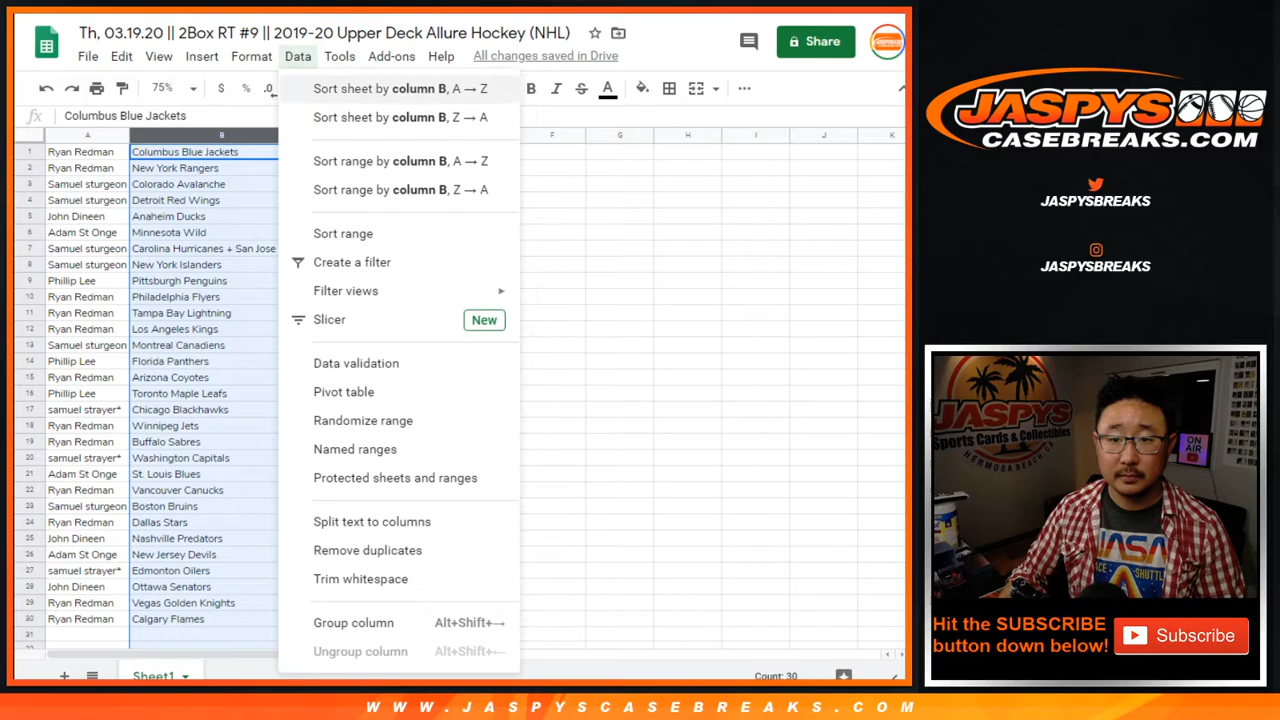 Th, 03.19.20 || 2Box RT #9 || 2019-20 Upper Deck Allure Hockey (NHL)
File Edit View Insert Format Data Tools Add-ons Help All changes saved in Drive
Share
75% $ % .0 B I S A
fx Columbus Blue Jackets
A B F G H I J K
1 Ryan Redman Columbus Blue Jackets
2 Ryan Redman New York Rangers
3 Samuel sturgeon Colorado Avalanche
4 Samuel sturgeon Detroit Red Wings
5 John Dineen Anaheim Ducks
6 Adam St Onge Minnesota Wild
7 Samuel sturgeon Carolina Hurricanes + San Jose
8 Samuel sturgeon New York Islanders
9 Phillip Lee Pittsburgh Penguins
10 Ryan Redman Philadelphia Flyers
11 Ryan Redman Tampa Bay Lightning
12 Ryan Redman Los Angeles Kings
13 Samuel sturgeon Montreal Canadiens
14 Phillip Lee Florida Panthers
15 Ryan Redman Arizona Coyotes
16 Phillip Lee Toronto Maple Leafs
17 samuel strayer* Chicago Blackhawks
18 Ryan Redman Winnipeg Jets
19 Ryan Redman Buffalo Sabres
20 samuel strayer* Washington Capitals
21 Adam St Onge St. Louis Blues
22 Ryan Redman Vancouver Canucks
23 Samuel sturgeon Boston Bruins
24 Ryan Redman Dallas Stars
25 John Dineen Nashville Predators
26 Adam St Onge New Jersey Devils
27 samuel strayer* Edmonton Oilers
28 John Dineen Ottawa Senators
29 Ryan Redman Vegas Golden Knights
30 Ryan Redman Calgary Flames
31
Sort sheet by column B, A → Z
Sort sheet by column B, Z → A
Sort range by column B, A → Z
Sort range by column B, Z → A
Sort range
Create a filter
Filter views
Slicer New
Data validation
Pivot table
Randomize range
Named ranges
Protected sheets and ranges
Split text to columns
Remove duplicates
Trim whitespace
Group column Alt+Shift+→
Ungroup column Alt+Shift+←
Sheet1
Count: 30
JASPYS
CASEBREAKS.COM
JASPYSBREAKS
JASPYSBREAKS
JASPYS
Sports Cards & Collectibles
HERMOSA BEACH, CA
ON AIR
NASA
SPACE SHUTTLE
Hit the SUBSCRIBE
button down below!
Subscribe
WWW.JASPYSCASEBREAKS.COM